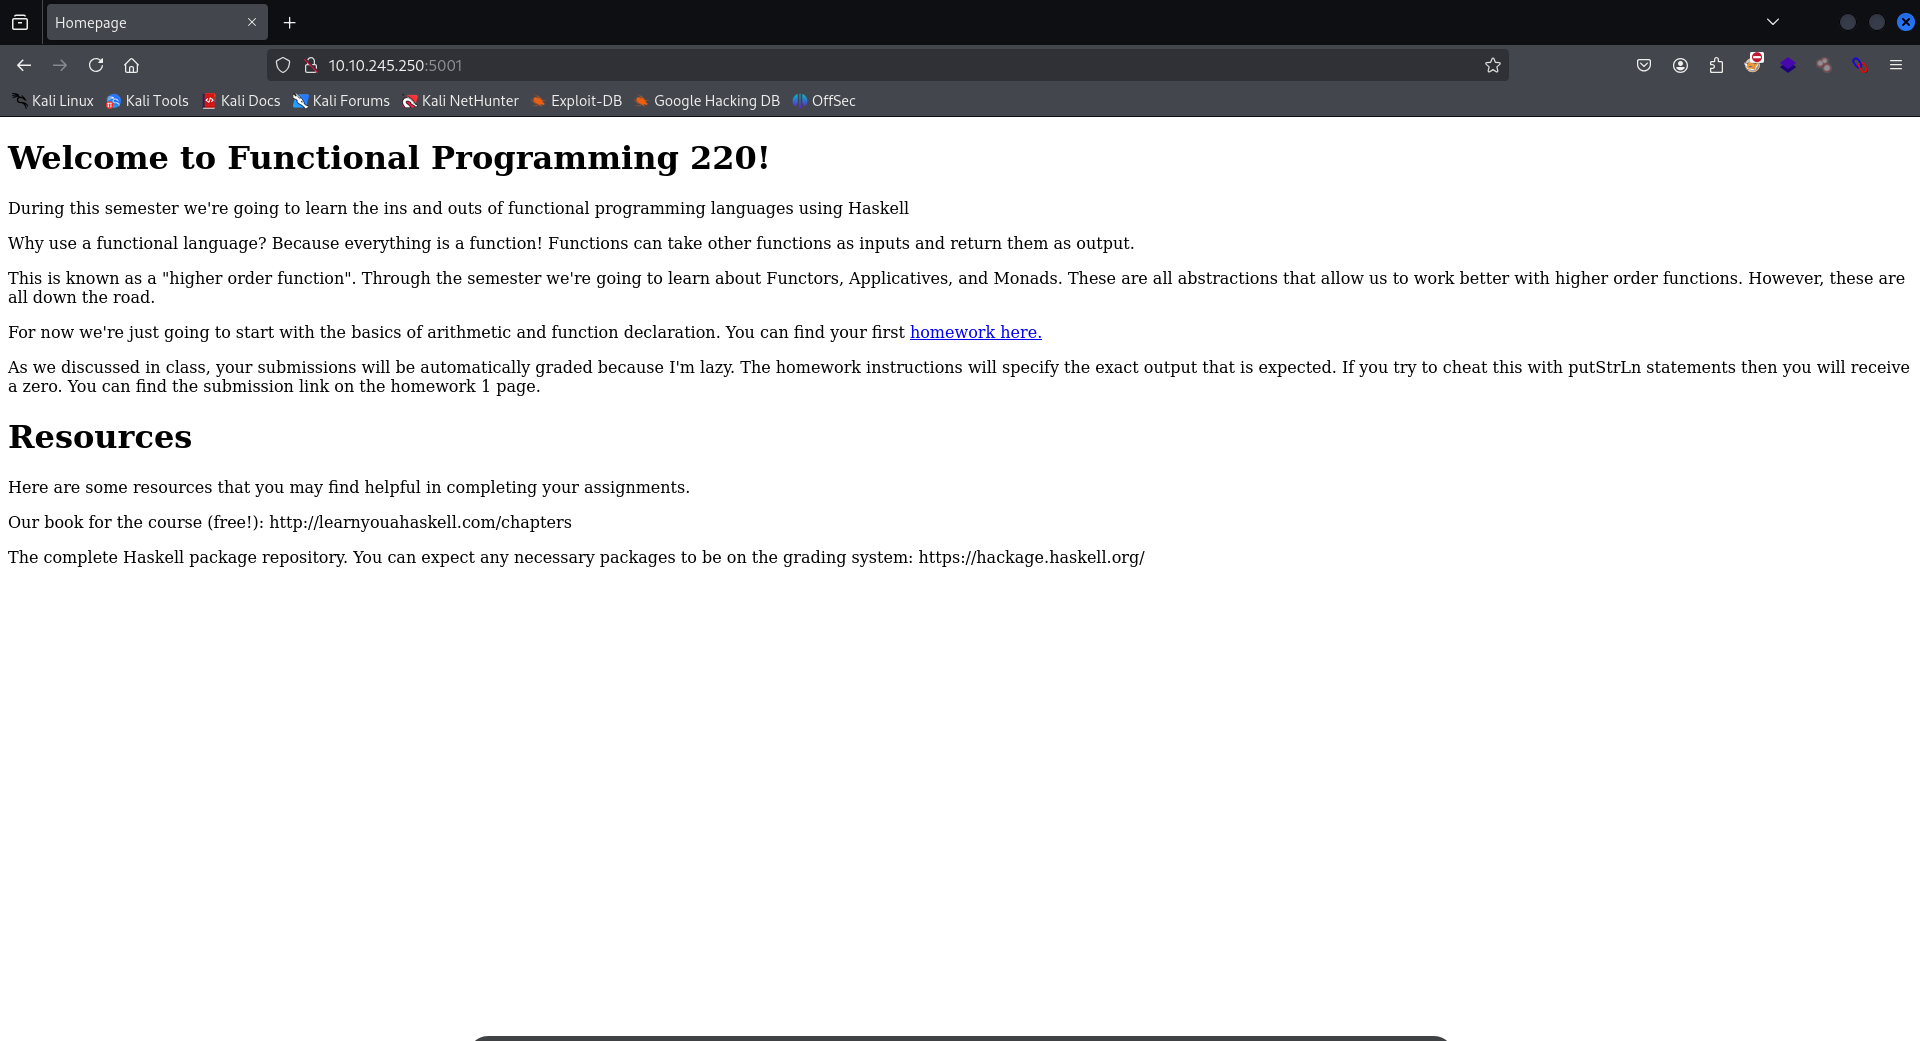 Homepage
10.10.245.250:5001
Kali Linux Kali Tools Kali Docs Kali Forums Kali NetHunter Exploit-DB Google Hacking DB OffSec
Welcome to Functional Programming 220!
During this semester we're going to learn the ins and outs of functional programming languages using Haskell
Why use a functional language? Because everything is a function! Functions can take other functions as inputs and return them as output.
This is known as a "higher order function". Through the semester we're going to learn about Functors, Applicatives, and Monads. These are all abstractions that allow us to work better with higher order functions. However, these are
all down the road.
For now we're just going to start with the basics of arithmetic and function declaration. You can find your first homework here.
As we discussed in class, your submissions will be automatically graded because I'm lazy. The homework instructions will specify the exact output that is expected. If you try to cheat this with putStrLn statements then you will receive
a zero. You can find the submission link on the homework 1 page.
Resources
Here are some resources that you may find helpful in completing your assignments.
Our book for the course (free!): http://learnyouahaskell.com/chapters
The complete Haskell package repository. You can expect any necessary packages to be on the grading system: https://hackage.haskell.org/